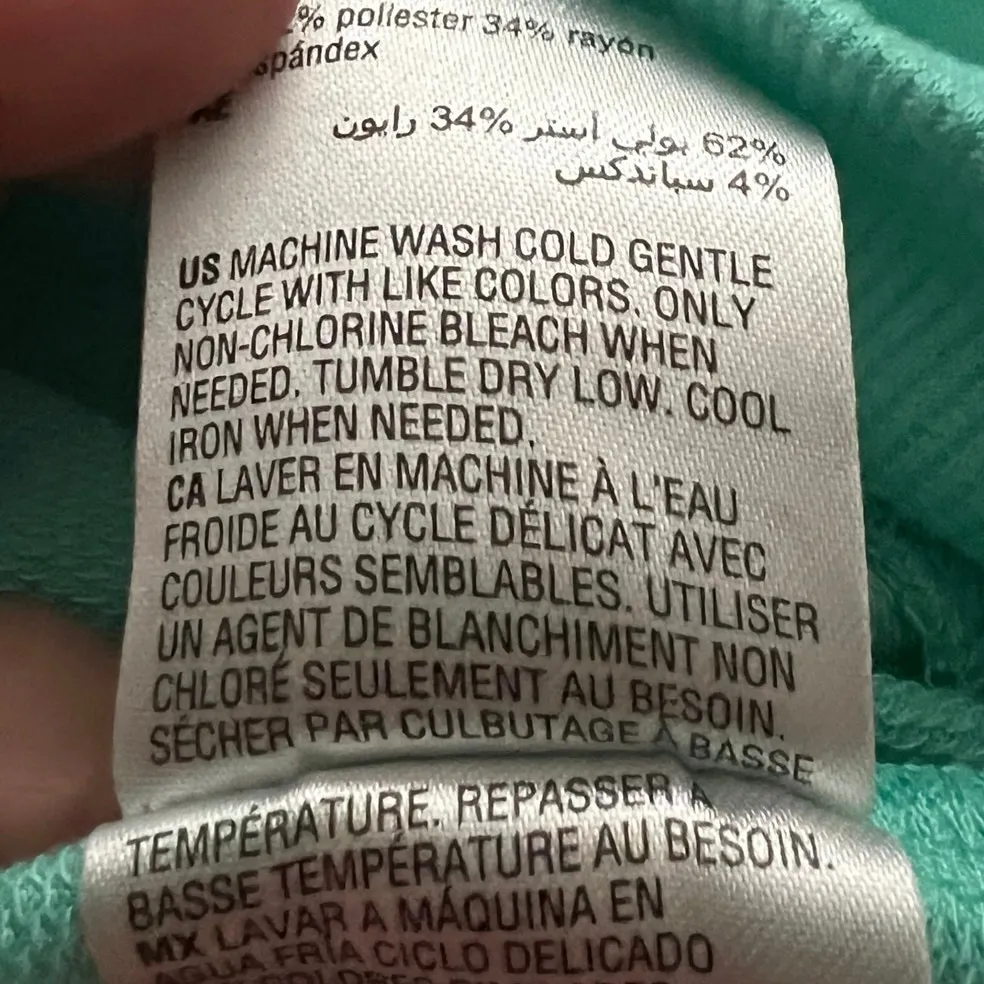 % poliester 34% rayón
spándex
AE
62% بولي استر 34% رايون
4% سباندكس
US MACHINE WASH COLD GENTLE
CYCLE WITH LIKE COLORS. ONLY
NON-CHLORINE BLEACH WHEN
NEEDED. TUMBLE DRY LOW. COOL
IRON WHEN NEEDED.
CA LAVER EN MACHINE À L'EAU
FROIDE AU CYCLE DÉLICAT AVEC
COULEURS SEMBLABLES. UTILISER
UN AGENT DE BLANCHIMENT NON
CHLORÉ SEULEMENT AU BESOIN.
SÉCHER PAR CULBUTAGE À BASSE
TEMPÉRATURE. REPASSER À
BASSE TEMPÉRATURE AU BESOIN.
MX LAVAR A MÁQUINA EN
AGUA FRÍA CICLO DELICADO